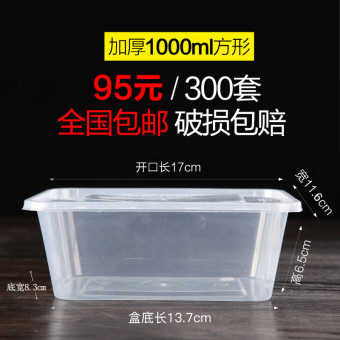 加厚1000ml方形
95元/300套
全国包邮 破损包赔
开口长17cm
宽11.6cm
高6.5cm
底宽8.3cm
盒底长13.7cm